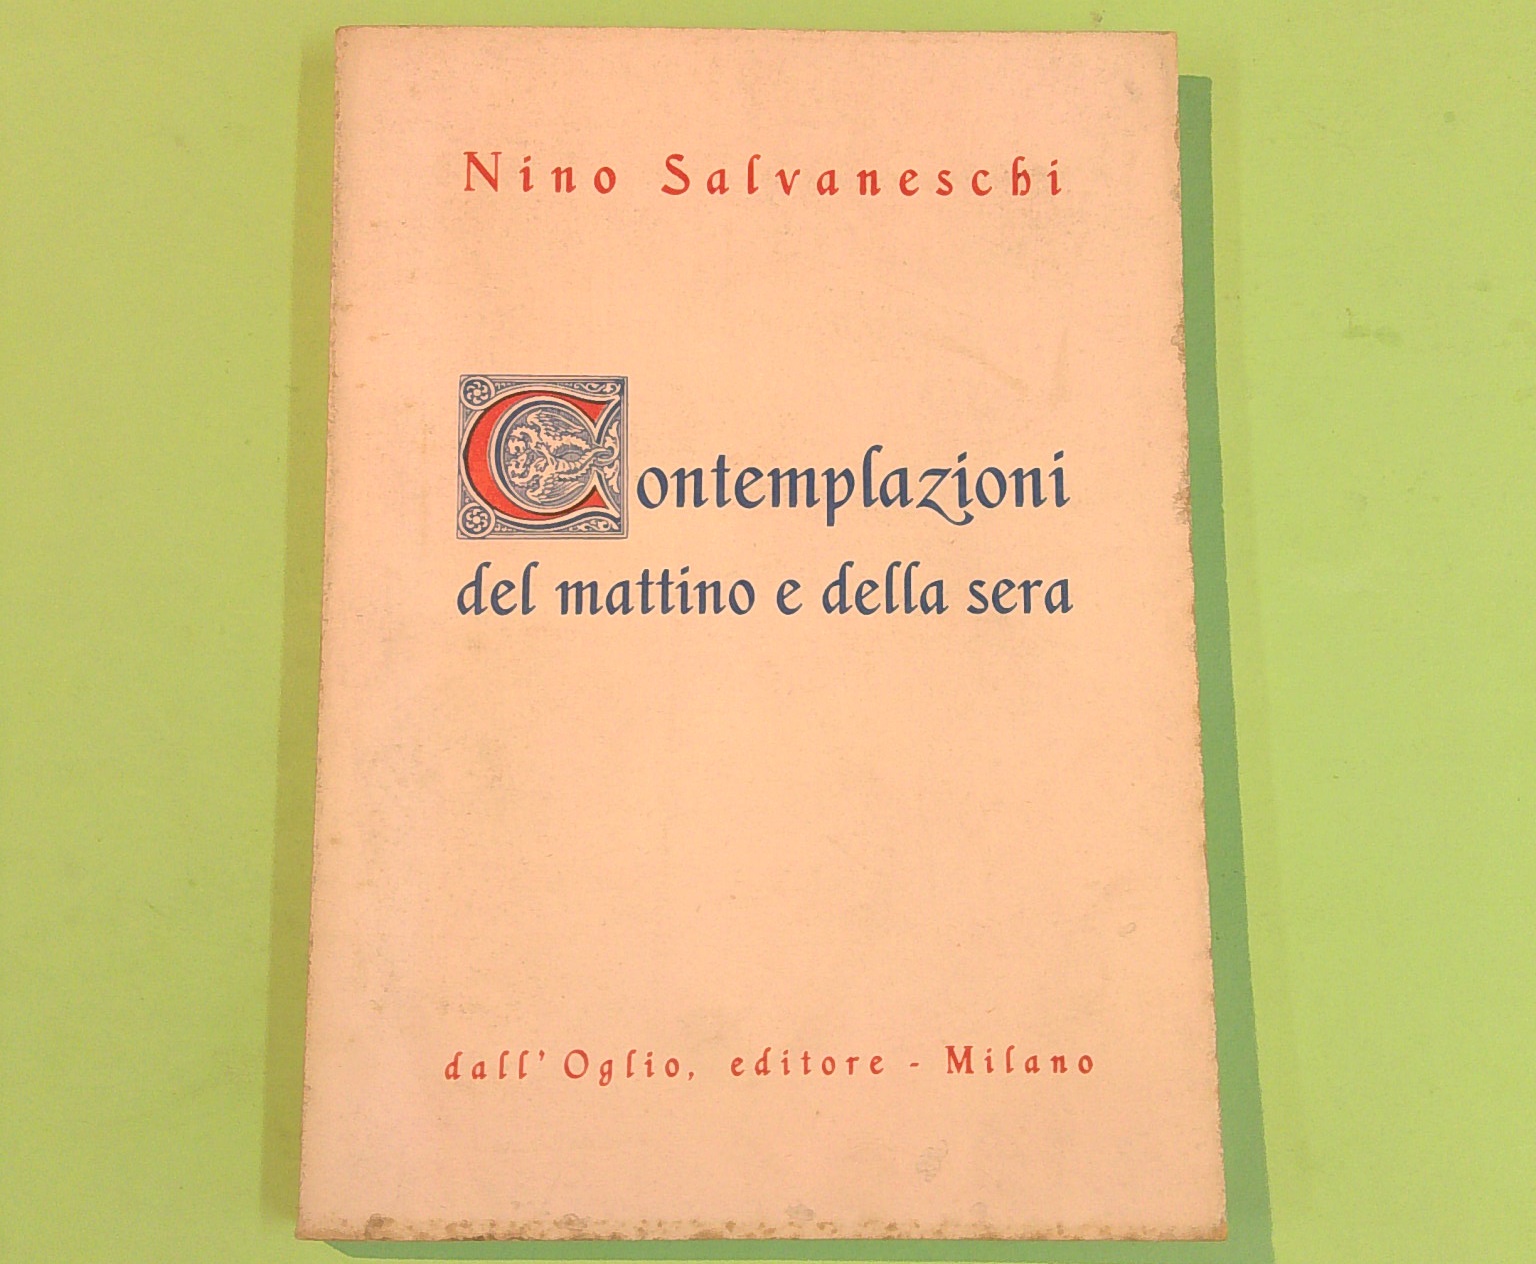 Nino Salvaneschi
Contemplazioni
del mattino e della sera
dall'Oglio, editore - Milano